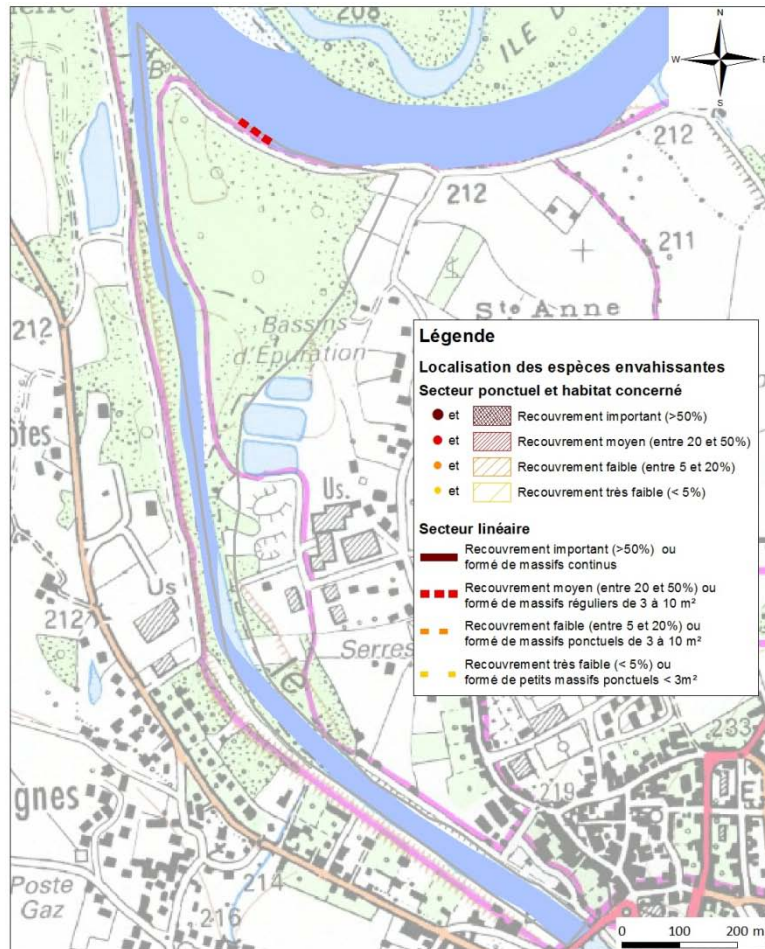 208
ILE D
N
W
E
S
B
212
212
211
212
Ste ANNE
Bassins
d'Épuration
otes
Us.
Us
212
Serres
gnes
Poste
Gaz
214
216
219
233
E
Légende
Localisation des espèces envahissantes
Secteur ponctuel et habitat concerné
et Recouvrement important (>50%)
et Recouvrement moyen (entre 20 et 50%)
et Recouvrement faible (entre 5 et 20%)
et Recouvrement très faible (< 5%)
Secteur linéaire
Recouvrement important (>50%) ou
formé de massifs continus
Recouvrement moyen (entre 20 et 50%) ou
formé de massifs réguliers de 3 à 10 m²
Recouvrement faible (entre 5 et 20%) ou
formé de massifs ponctuels de 3 à 10 m²
Recouvrement très faible (< 5%) ou
formé de petits massifs ponctuels < 3m²
0 100 200 m